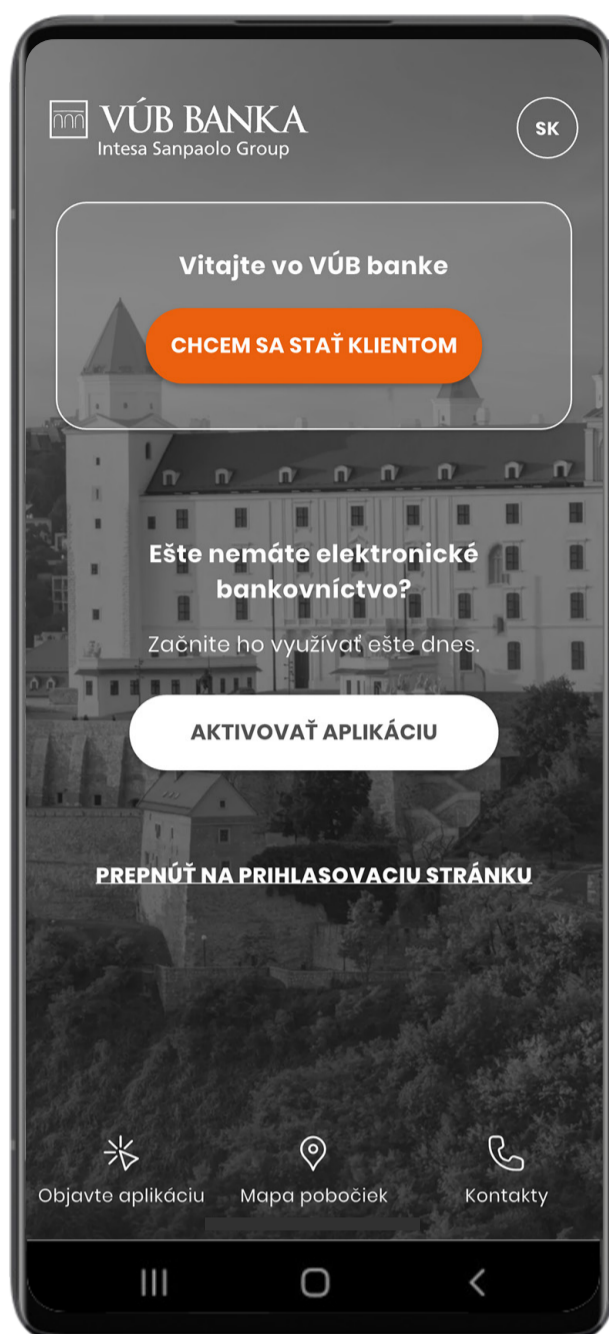 VÚB BANKA
Intesa Sanpaolo Group
SK
Vitajte vo VÚB banke
CHCEM SA STAŤ KLIENTOM
Ešte nemáte elektronické
bankovníctvo?
Začnite ho využívať ešte dnes.
AKTIVOVAŤ APLIKÁCIU
PREPNÚŤ NA PRIHLASOVACIU STRÁNKU
Objavte aplikáciu
Mapa pobočiek
Kontakty